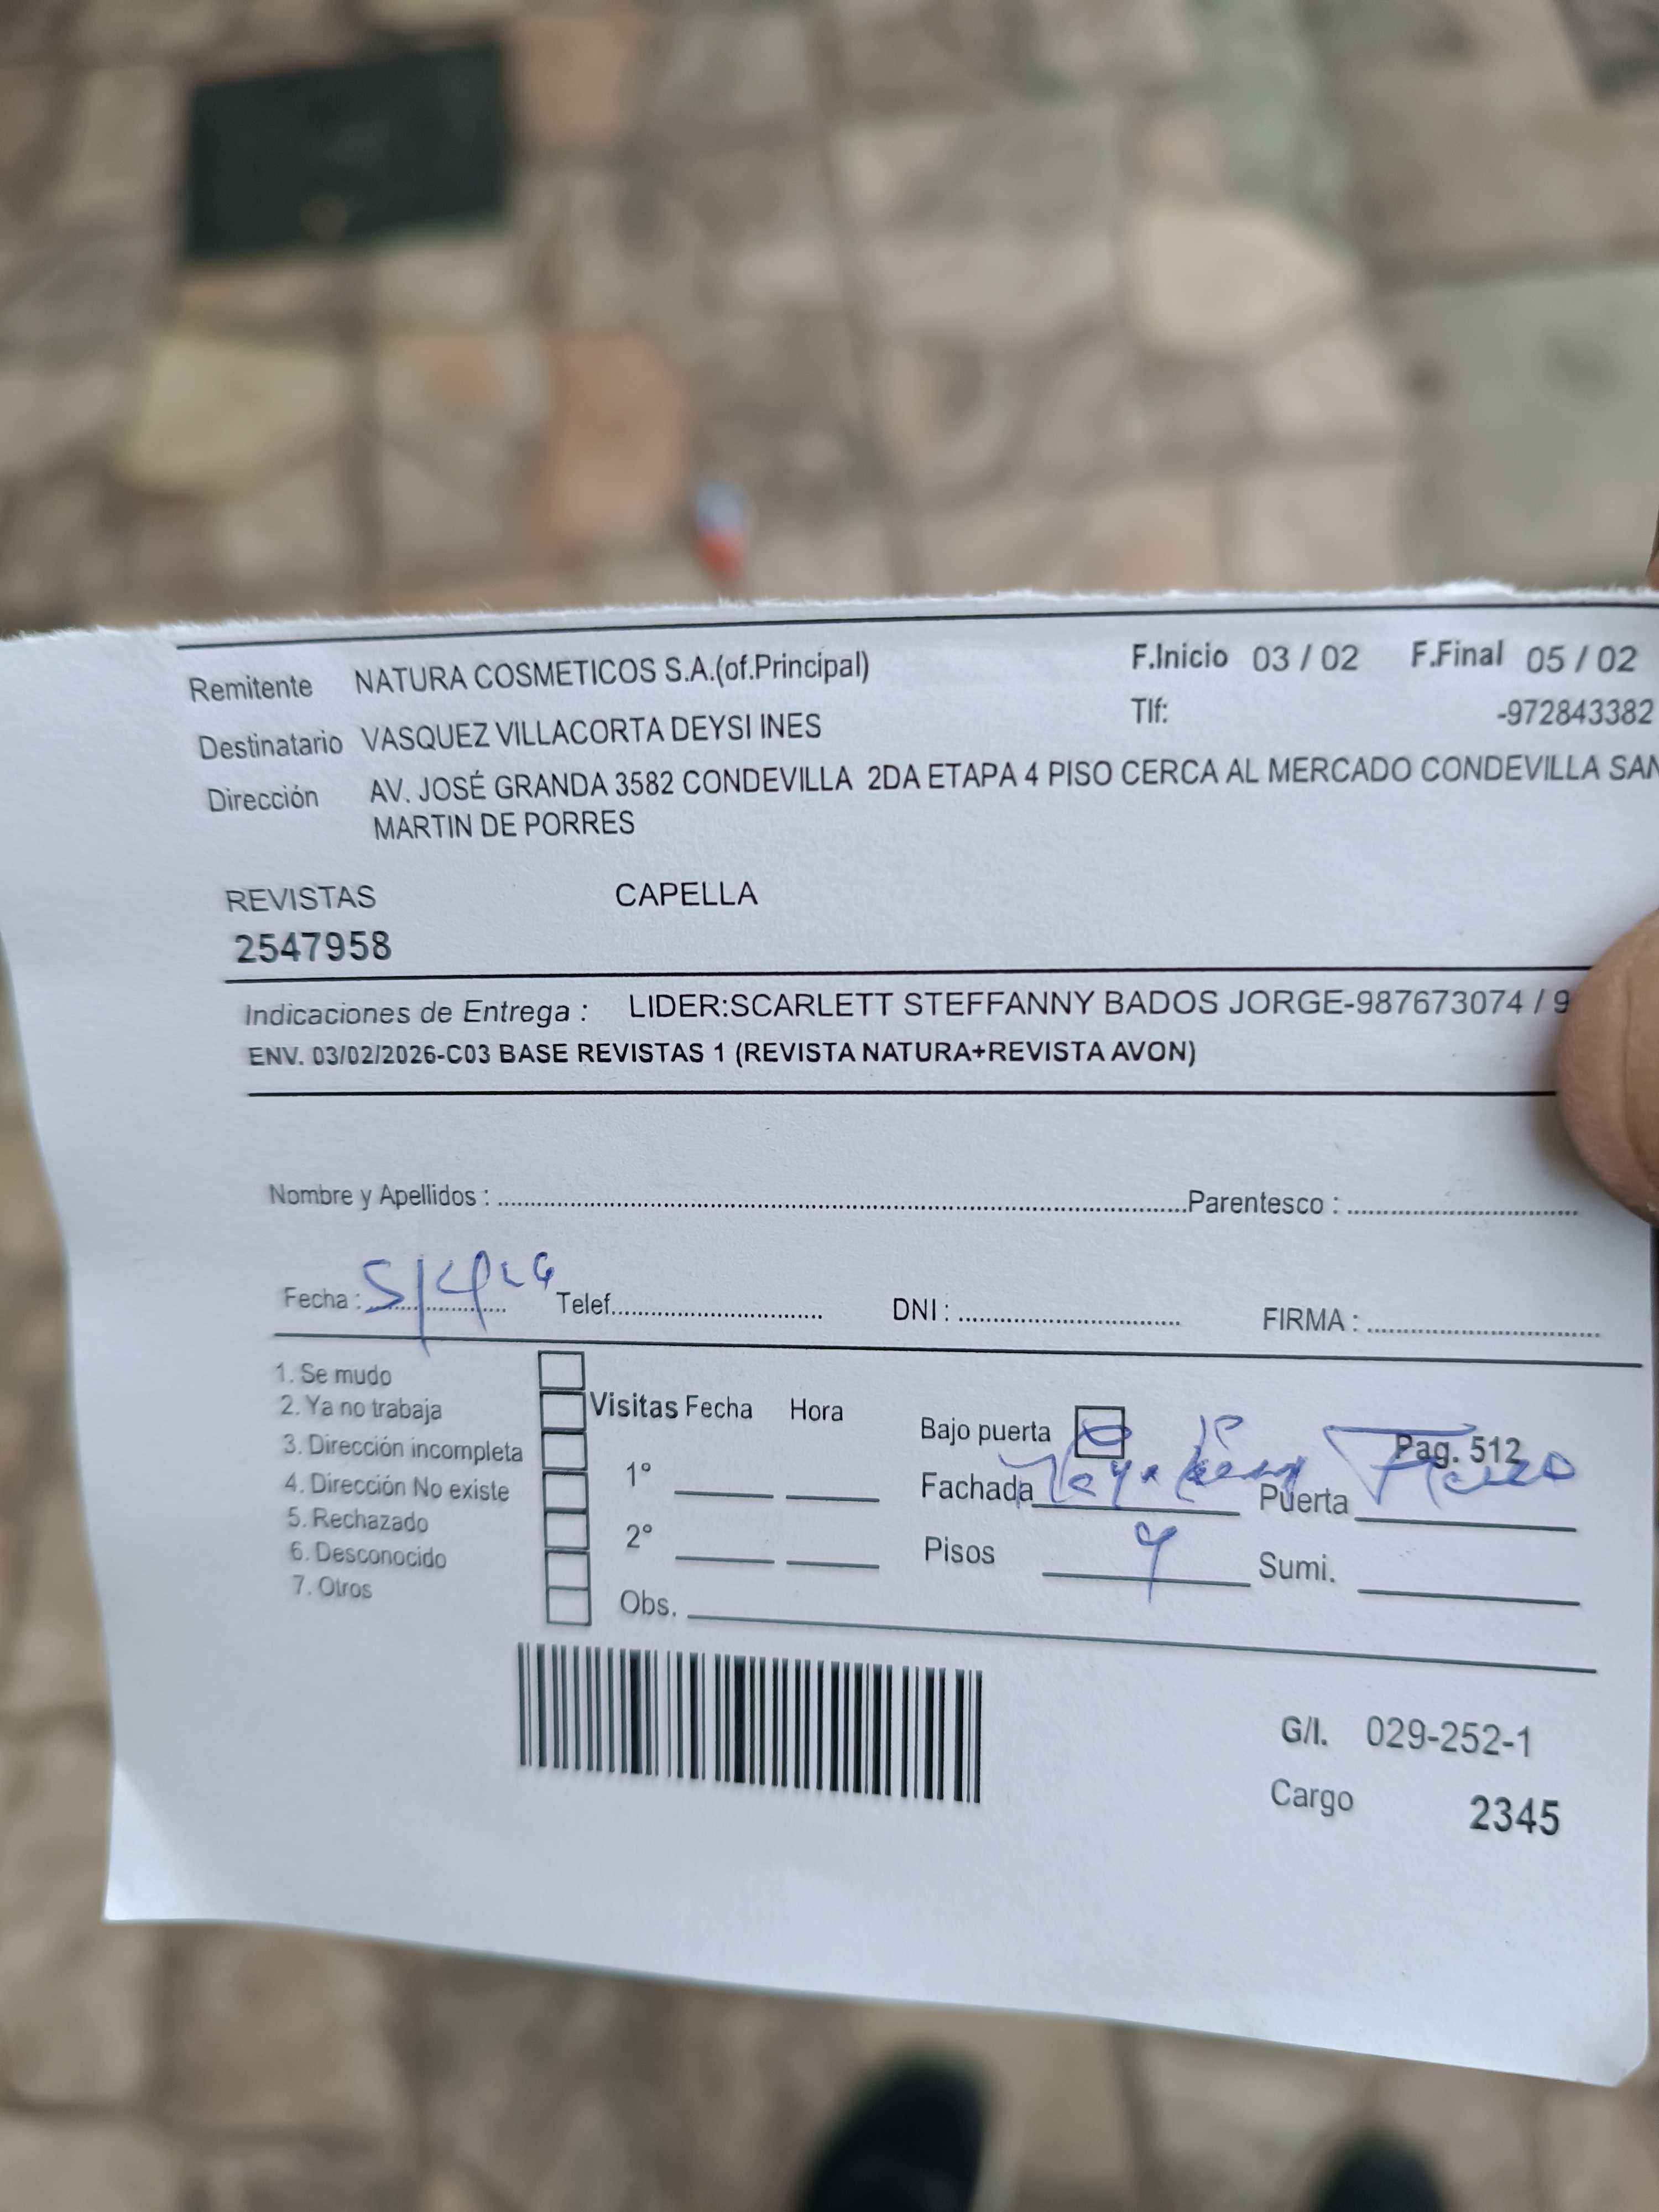 Remitente NATURA COSMETICOS S.A.(of.Principal) F.Inicio 03 / 02 F.Final 05 / 02
Destinatario VASQUEZ VILLACORTA DEYSI INES Tlf: -972843382
Dirección AV. JOSÉ GRANDA 3582 CONDEVILLA 2DA ETAPA 4 PISO CERCA AL MERCADO CONDEVILLA SAN
MARTIN DE PORRES
REVISTAS CAPELLA
2547958
Indicaciones de Entrega : LIDER:SCARLETT STEFFANNY BADOS JORGE-987673074 / 9
ENV. 03/02/2026-C03 BASE REVISTAS 1 (REVISTA NATURA+REVISTA AVON)
Nombre y Apellidos : Parentesco :
Fecha : Telef. DNI : FIRMA :
1. Se mudo
2. Ya no trabaja
3. Dirección incompleta
4. Dirección No existe
5. Rechazado
6. Desconocido
7. Otros
Visitas Fecha Hora
1°
2°
Obs.
Bajo puerta Pag. 512
Fachada Puerta
Pisos Sumi.
G/I. 029-252-1
Cargo 2345